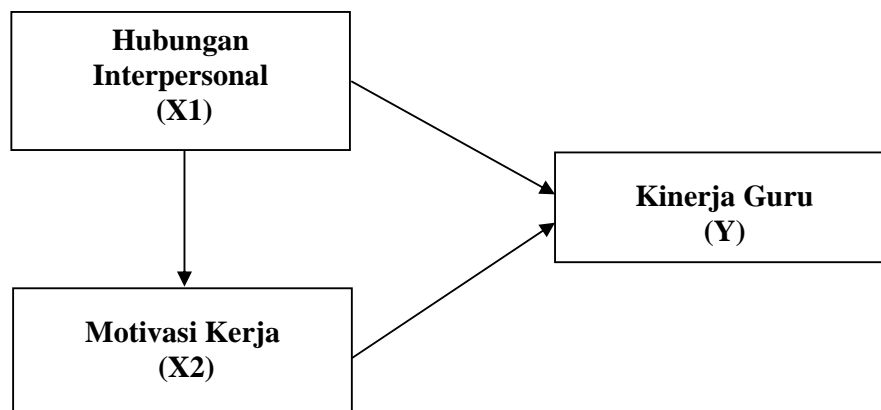 Hubungan
Interpersonal
(X1)
Kinerja Guru
(Y)
Motivasi Kerja
(X2)